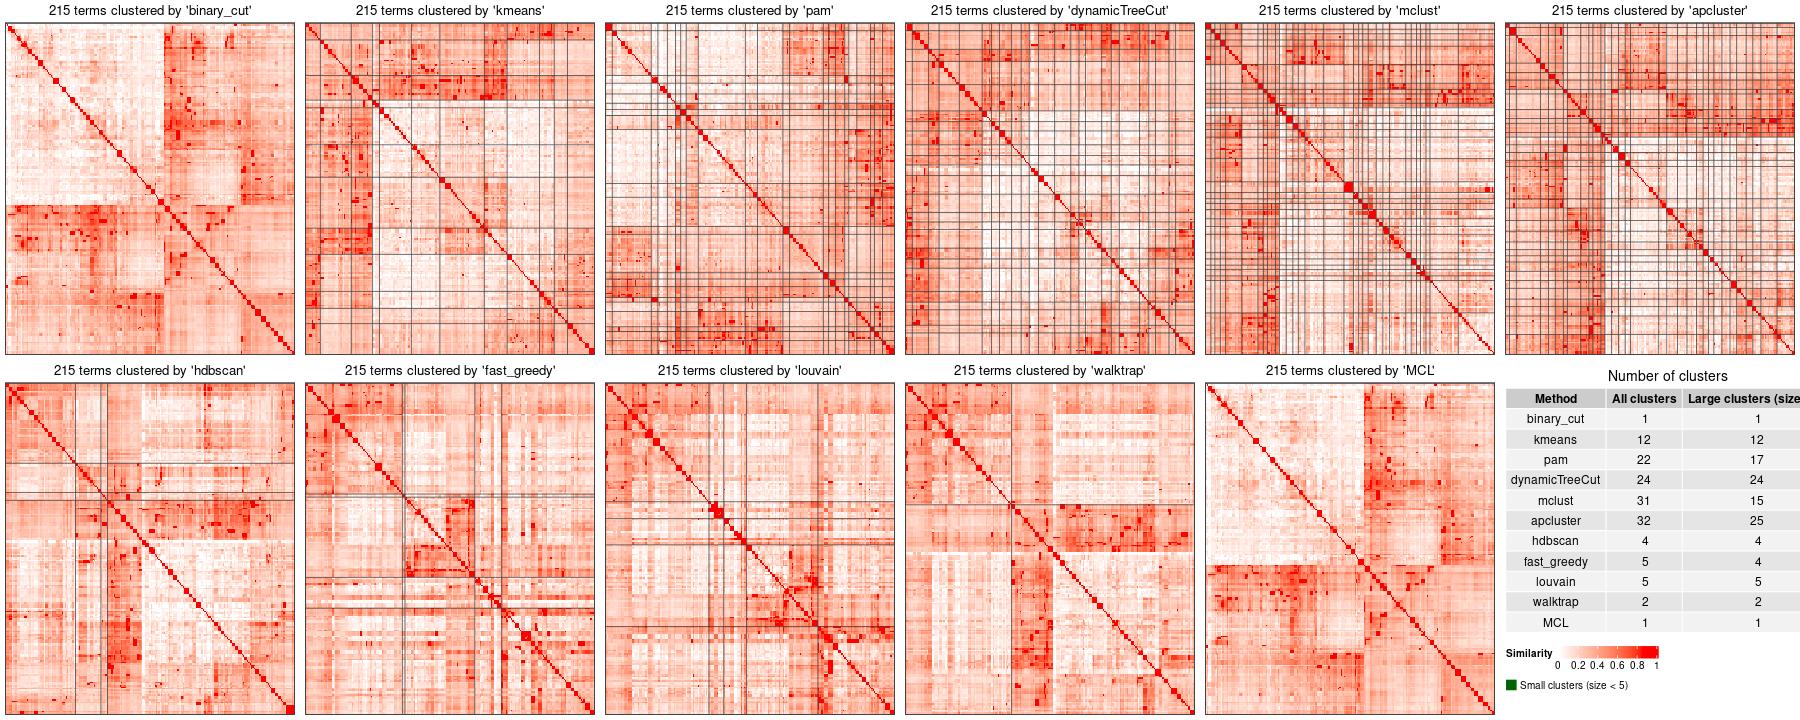 215 terms clustered by 'binary_cut'
215 terms clustered by 'kmeans'
215 terms clustered by 'pam'
215 terms clustered by 'dynamicTreeCut'
215 terms clustered by 'mclust'
215 terms clustered by 'apcluster'
215 terms clustered by 'hdbscan'
215 terms clustered by 'fast_greedy'
215 terms clustered by 'louvain'
215 terms clustered by 'walktrap'
215 terms clustered by 'MCL'
Number of clusters
Method All clusters Large clusters (size
binary_cut 1 1
kmeans 12 12
pam 22 17
dynamicTreeCut 24 24
mclust 31 15
apcluster 32 25
hdbscan 4 4
fast_greedy 5 4
louvain 5 5
walktrap 2 2
MCL 1 1
Similarity
0 0.2 0.4 0.6 0.8 1
Small clusters (size < 5)